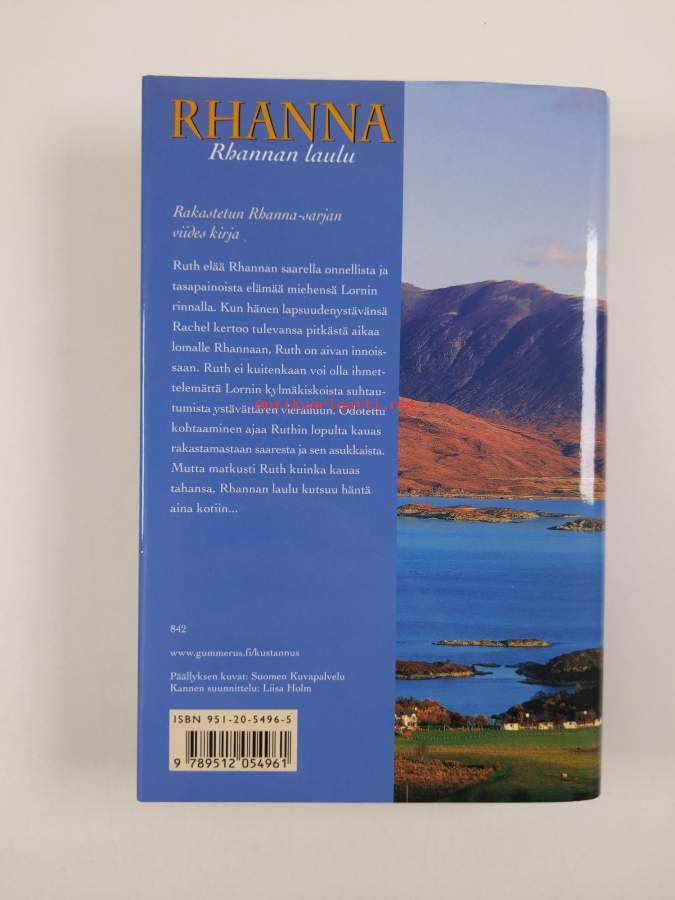 RHANNA
Rhannan laulu
Rakastetun Rhanna-sarjan
viides kirja
Ruth elää Rhannan saarella onnellista ja
tasapainoista elämää miehensä Lornin
rinnalla. Kun hänen lapsuudenystävänsä
Rachel kertoo tulevansa pitkästä aikaa
lomalle Rhannaan, Ruth on aivan innois-
saan. Ruth ei kuitenkaan voi olla ihmet-
telemättä Lornin kylmäkiskoista suhtau-
tumista ystävättären vierailuun. Odotettu
kohtaaminen ajaa Ruthin lopulta kauas
rakastamastaan saaresta ja sen asukkaista.
Mutta matkusti Ruth kuinka kauas
tahansa, Rhannan laulu kutsuu häntä
aina kotiin...
842
www.gummerus.fi/kustannus
Päällyksen kuvat: Suomen Kuvapalvelu
Kannen suunnittelu: Liisa Holm
ISBN 951-20-5496-5
9 789512 054961